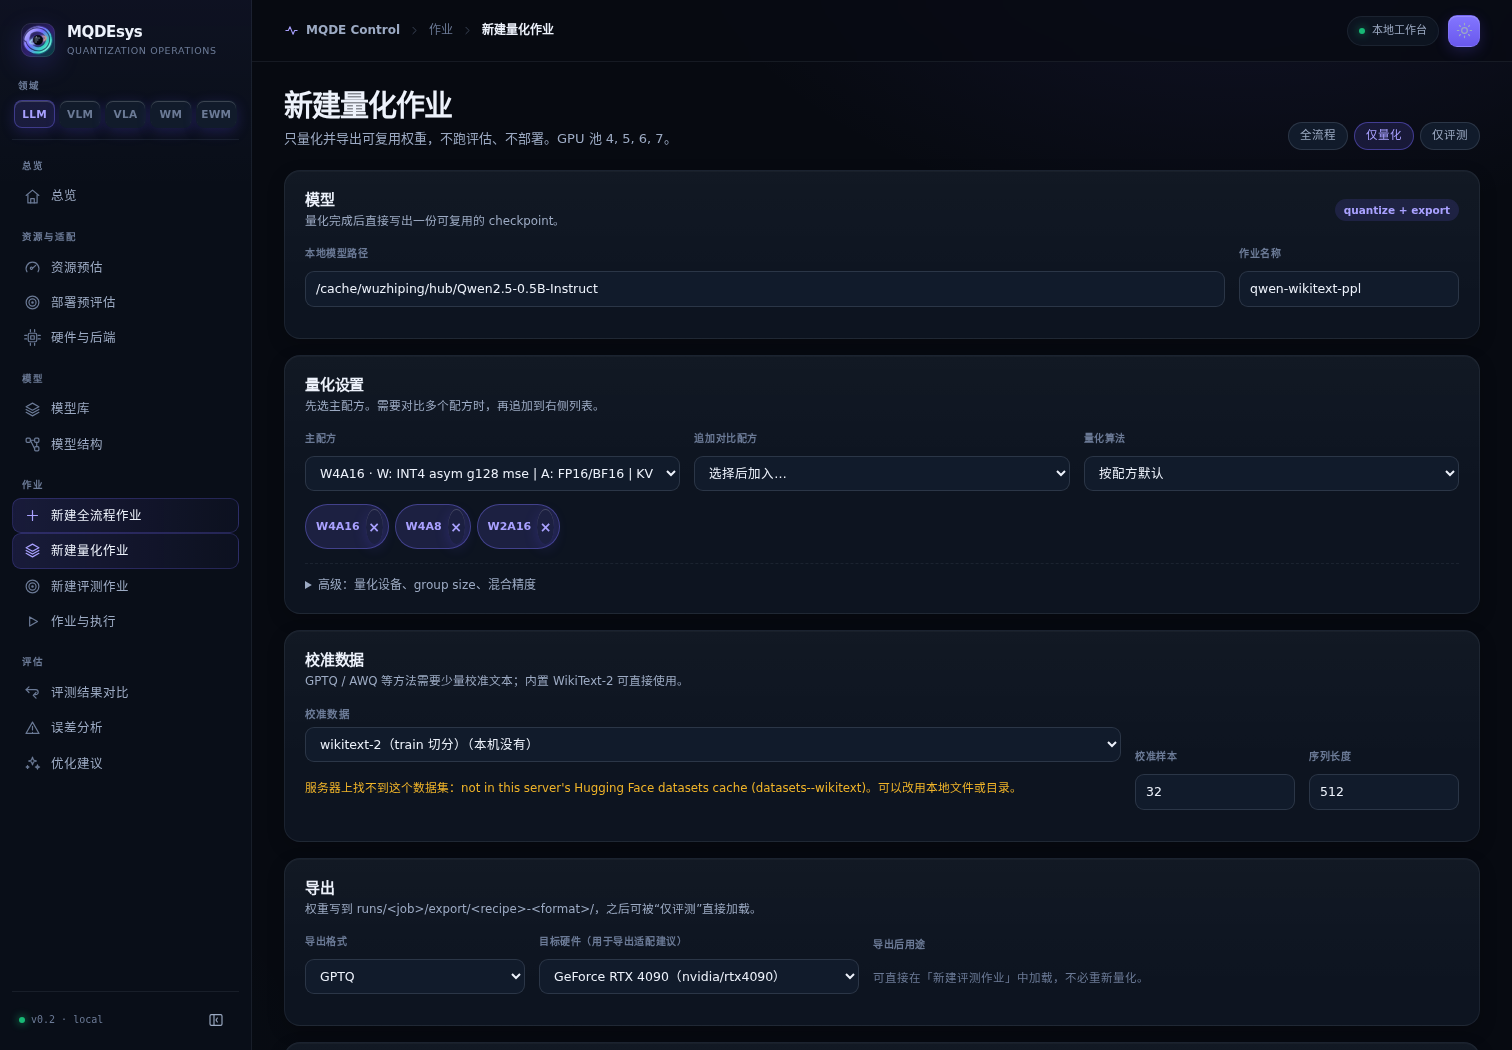 MQDEsys
QUANTIZATION OPERATIONS
领域
LLM VLM VLA WM EWM
总览
总览
资源与适配
资源预估
部署预评估
硬件与后端
模型
模型库
模型结构
作业
新建全流程作业
新建量化作业
新建评测作业
作业与执行
评估
评测结果对比
误差分析
优化建议
v0.2 · local
MQDE Control 作业 新建量化作业
本地工作台
新建量化作业
只量化并导出可复用权重，不跑评估、不部署。GPU 池 4, 5, 6, 7。
全流程 仅量化 仅评测
模型
量化完成后直接写出一份可复用的 checkpoint。
quantize + export
本地模型路径
/cache/wuzhiping/hub/Qwen2.5-0.5B-Instruct
作业名称
qwen-wikitext-ppl
量化设置
先选主配方。需要对比多个配方时，再追加到右侧列表。
主配方
W4A16 · W: INT4 asym g128 mse | A: FP16/BF16 | KV
追加对比配方
选择后加入...
量化算法
按配方默认
W4A16 × W4A8 × W2A16 ×
▶ 高级：量化设备、group size、混合精度
校准数据
GPTQ / AWQ 等方法需要少量校准文本；内置 WikiText-2 可直接使用。
校准数据
wikitext-2（train 切分）（本机没有）
服务器上找不到这个数据集：not in this server's Hugging Face datasets cache (datasets--wikitext)。可以改用本地文件或目录。
校准样本
32
序列长度
512
导出
权重写到 runs/<job>/export/<recipe>-<format>/，之后可被“仅评测”直接加载。
导出格式
GPTQ
目标硬件（用于导出适配建议）
GeForce RTX 4090（nvidia/rtx4090）
导出后用途
可直接在「新建评测作业」中加载，不必重新量化。